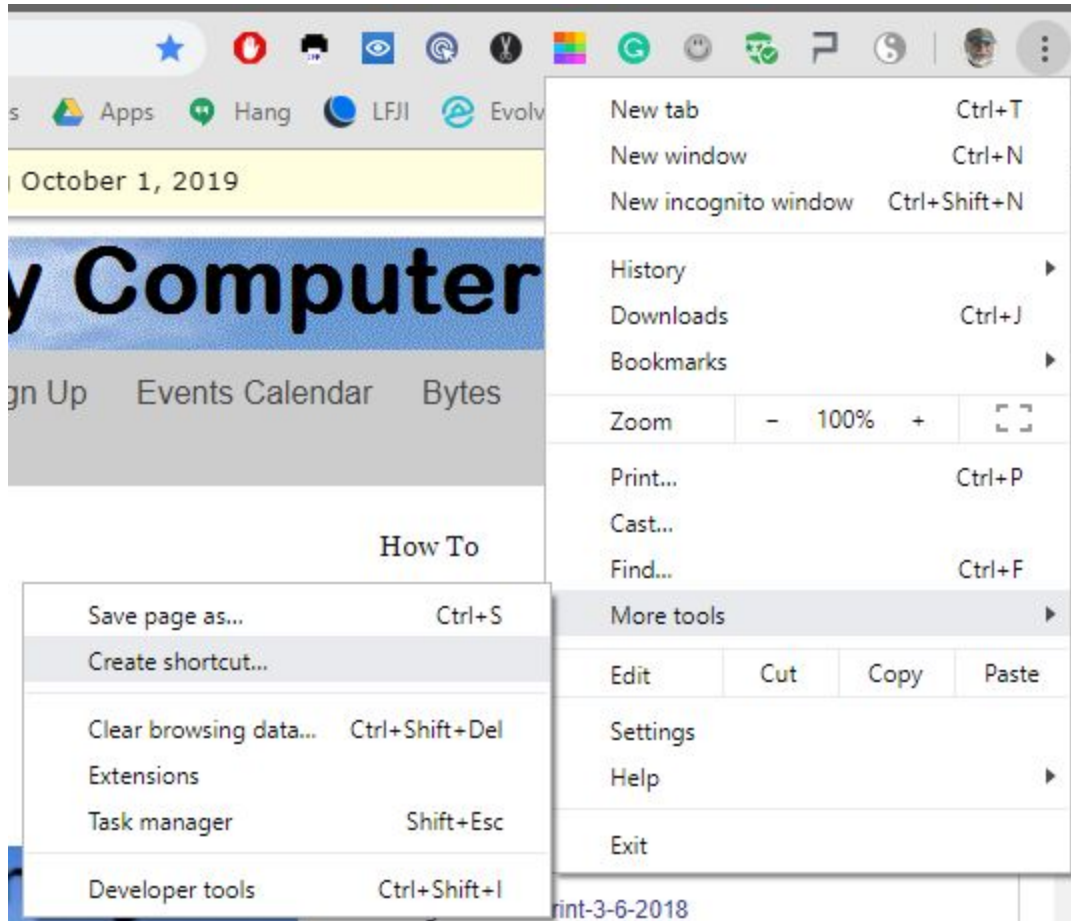 s Apps Hang LFJI Evolv
October 1, 2019
y Computer
gn Up Events Calendar Bytes
How To
New tab Ctrl+T
New window Ctrl+N
New incognito window Ctrl+Shift+N
History
Downloads Ctrl+J
Bookmarks
Zoom - 100% +
Print... Ctrl+P
Cast...
Find... Ctrl+F
More tools
Edit Cut Copy Paste
Settings
Help
Exit
Save page as... Ctrl+S
Create shortcut...
Clear browsing data... Ctrl+Shift+Del
Extensions
Task manager Shift+Esc
Developer tools Ctrl+Shift+I
rint-3-6-2018